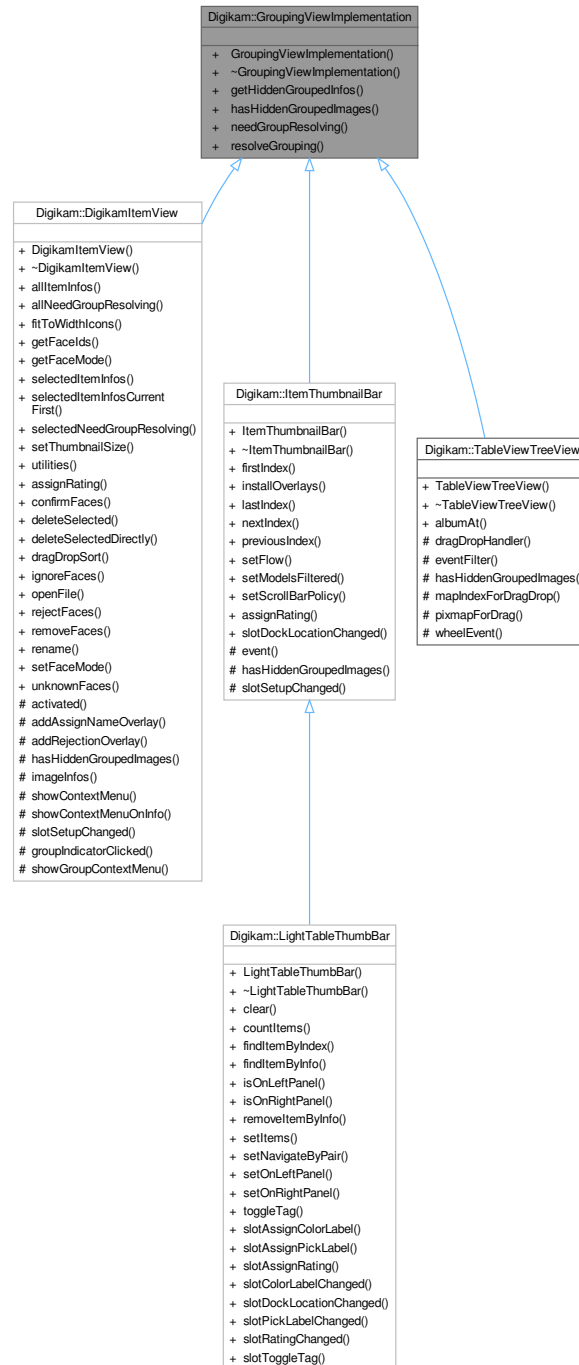 Digikam::GroupingViewImplementation
+ GroupingViewImplementation()
+ ~GroupingViewImplementation()
+ getHiddenGroupedInfos()
+ hasHiddenGroupedImages()
+ needGroupResolving()
+ resolveGrouping()
Digikam::DigikamItemView
+ DigikamItemView()
+ ~DigikamItemView()
+ allItemInfos()
+ allNeedGroupResolving()
+ fitToWidthIcons()
+ getFaceIds()
+ getFaceMode()
+ selectedItemInfos()
+ selectedItemInfosCurrent
First()
+ selectedNeedGroupResolving()
+ setThumbnailSize()
+ utilities()
+ assignRating()
+ confirmFaces()
+ deleteSelected()
+ deleteSelectedDirectly()
+ dragDropSort()
+ ignoreFaces()
+ openFile()
+ rejectFaces()
+ removeFaces()
+ rename()
+ setFaceMode()
+ unknownFaces()
# activated()
# addAssignNameOverlay()
# addRejectionOverlay()
# hasHiddenGroupedImages()
# imageInfos()
# showContextMenu()
# showContextMenuOnInfo()
# slotSetupChanged()
# groupIndicatorClicked()
# showGroupContextMenu()
Digikam::ItemThumbnailBar
+ ItemThumbnailBar()
+ ~ItemThumbnailBar()
+ firstIndex()
+ installOverlays()
+ lastIndex()
+ nextIndex()
+ previousIndex()
+ setFlow()
+ setModelsFiltered()
+ setScrollBarPolicy()
+ assignRating()
+ slotDockLocationChanged()
# event()
# hasHiddenGroupedImages()
# slotSetupChanged()
Digikam::TableViewTreeView
+ TableViewTreeView()
+ ~TableViewTreeView()
+ albumAt()
# dragDropHandler()
# eventFilter()
# hasHiddenGroupedImages(
# mapIndexForDragDrop()
# pixmapForDrag()
# wheelEvent()
Digikam::LightTableThumbBar
+ LightTableThumbBar()
+ ~LightTableThumbBar()
+ clear()
+ countItems()
+ findItemByIndex()
+ findItemByInfo()
+ isOnLeftPanel()
+ isOnRightPanel()
+ removeItemByInfo()
+ setItems()
+ setNavigateByPair()
+ setOnLeftPanel()
+ setOnRightPanel()
+ toggleTag()
+ slotAssignColorLabel()
+ slotAssignPickLabel()
+ slotAssignRating()
+ slotColorLabelChanged()
+ slotDockLocationChanged()
+ slotPickLabelChanged()
+ slotRatingChanged()
+ slotToggleTag()